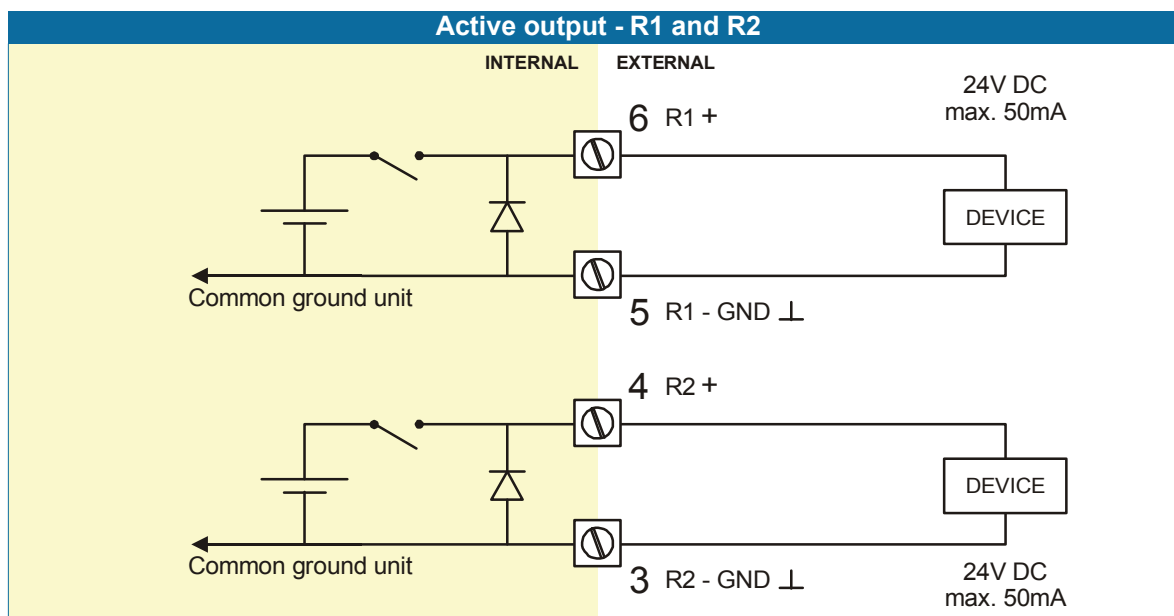 Active output - R1 and R2
INTERNAL EXTERNAL
24V DC
max. 50mA
6 R1 +
DEVICE
Common ground unit
5 R1 - GND ⊥
4 R2 +
DEVICE
Common ground unit
3 R2 - GND ⊥
24V DC
max. 50mA